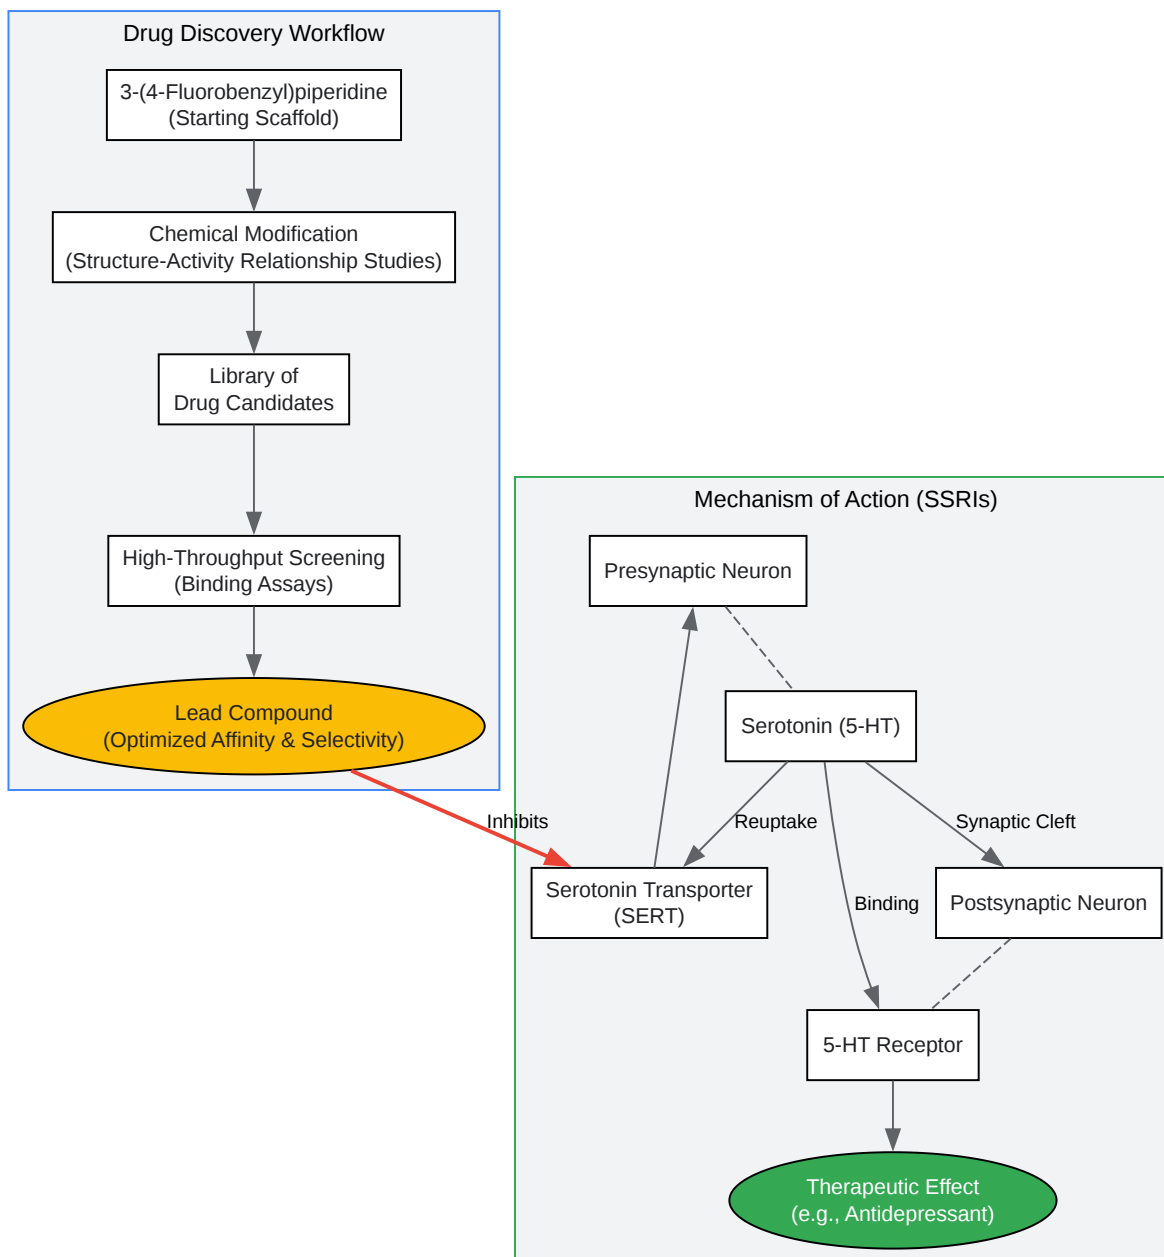 Drug Discovery Workflow
3-(4-Fluorobenzyl)piperidine
(Starting Scaffold)
Chemical Modification
(Structure-Activity Relationship Studies)
Library of
Drug Candidates
High-Throughput Screening
(Binding Assays)
Lead Compound
(Optimized Affinity & Selectivity)
Inhibits
Mechanism of Action (SSRIs)
Presynaptic Neuron
Serotonin (5-HT)
Reuptake
Synaptic Cleft
Serotonin Transporter
(SERT)
Binding
Postsynaptic Neuron
5-HT Receptor
Therapeutic Effect
(e.g., Antidepressant)